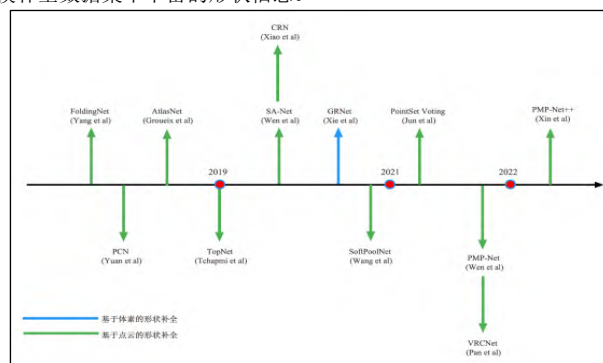 CRN
(Xiao et al)
FoldingNet
(Yang et al)
AtlasNet
(Groueix et al)
SA-Net
(Wen et al)
GRNet
(Xie et al)
PointSet Voting
(Jun et al)
PMP-Net++
(Xin et al)
2019
2021
2022
PCN
(Yuan et al)
TopNet
(Tchapmi et al)
SoftPoolNet
(Wang et al)
PMP-Net
(Wen et al)
基于体素的形状补全
基于点云的形状补全
VRCNet
(Pan et al)